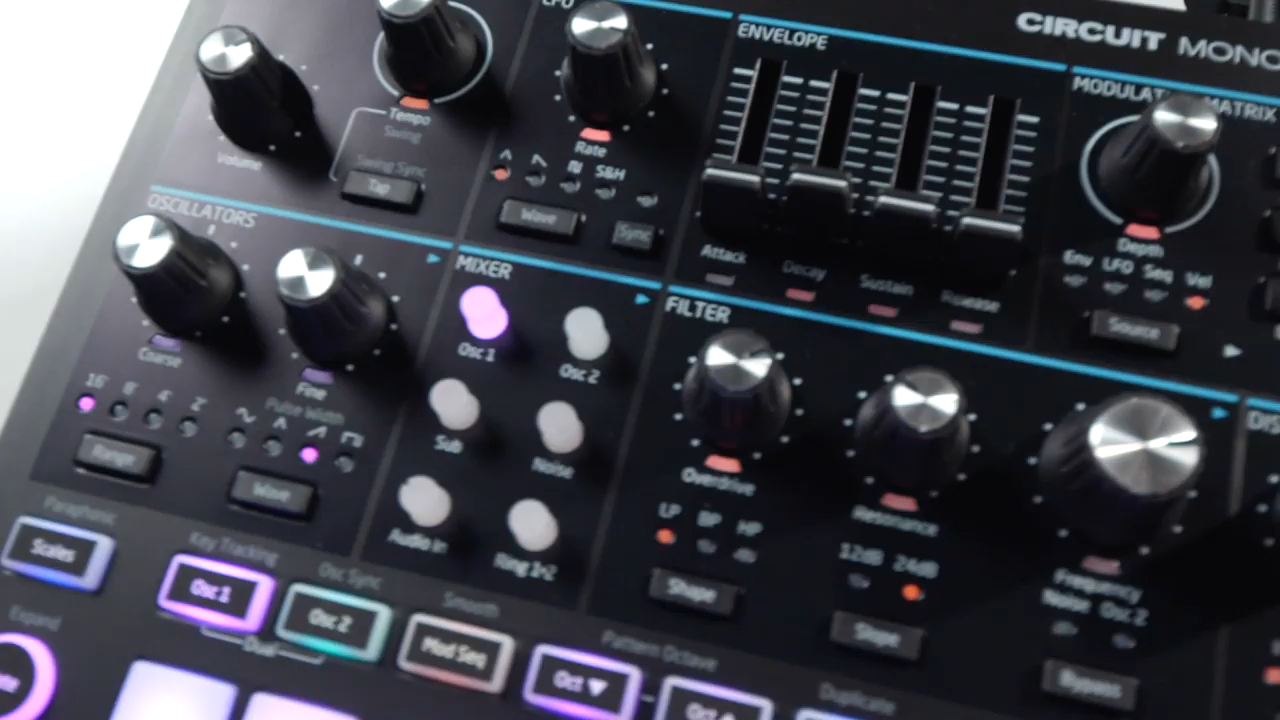 CIRCUIT MONO
LFO
ENVELOPE
MODULAT MATRIX
Tempo
Swing
Swing Sync
Tap
Volume
Rate
S&H
Wave
Sync
Attack
Decay
Sustain
Release
Depth
Env LFO Seq Vel
Source
OSCILLATORS
Coarse
Fine
Pulse Width
16' 8' 4' 2'
Range
Wave
MIXER
Osc 1
Osc 2
Sub
Noise
Audio In
Ring 1*2
FILTER
Overdrive
LP BP HP
Shape
Resonance
12dB 24dB
Slope
Frequency
Noise Osc 2
Bypass
DIS
Paraphonic
Scales
Key Tracking
Osc 1
Osc Sync
Osc 2
Dual
Smooth
Mod Seq
Pattern Octave
Oct ▼
Oct ▲
Duplicate
Expand